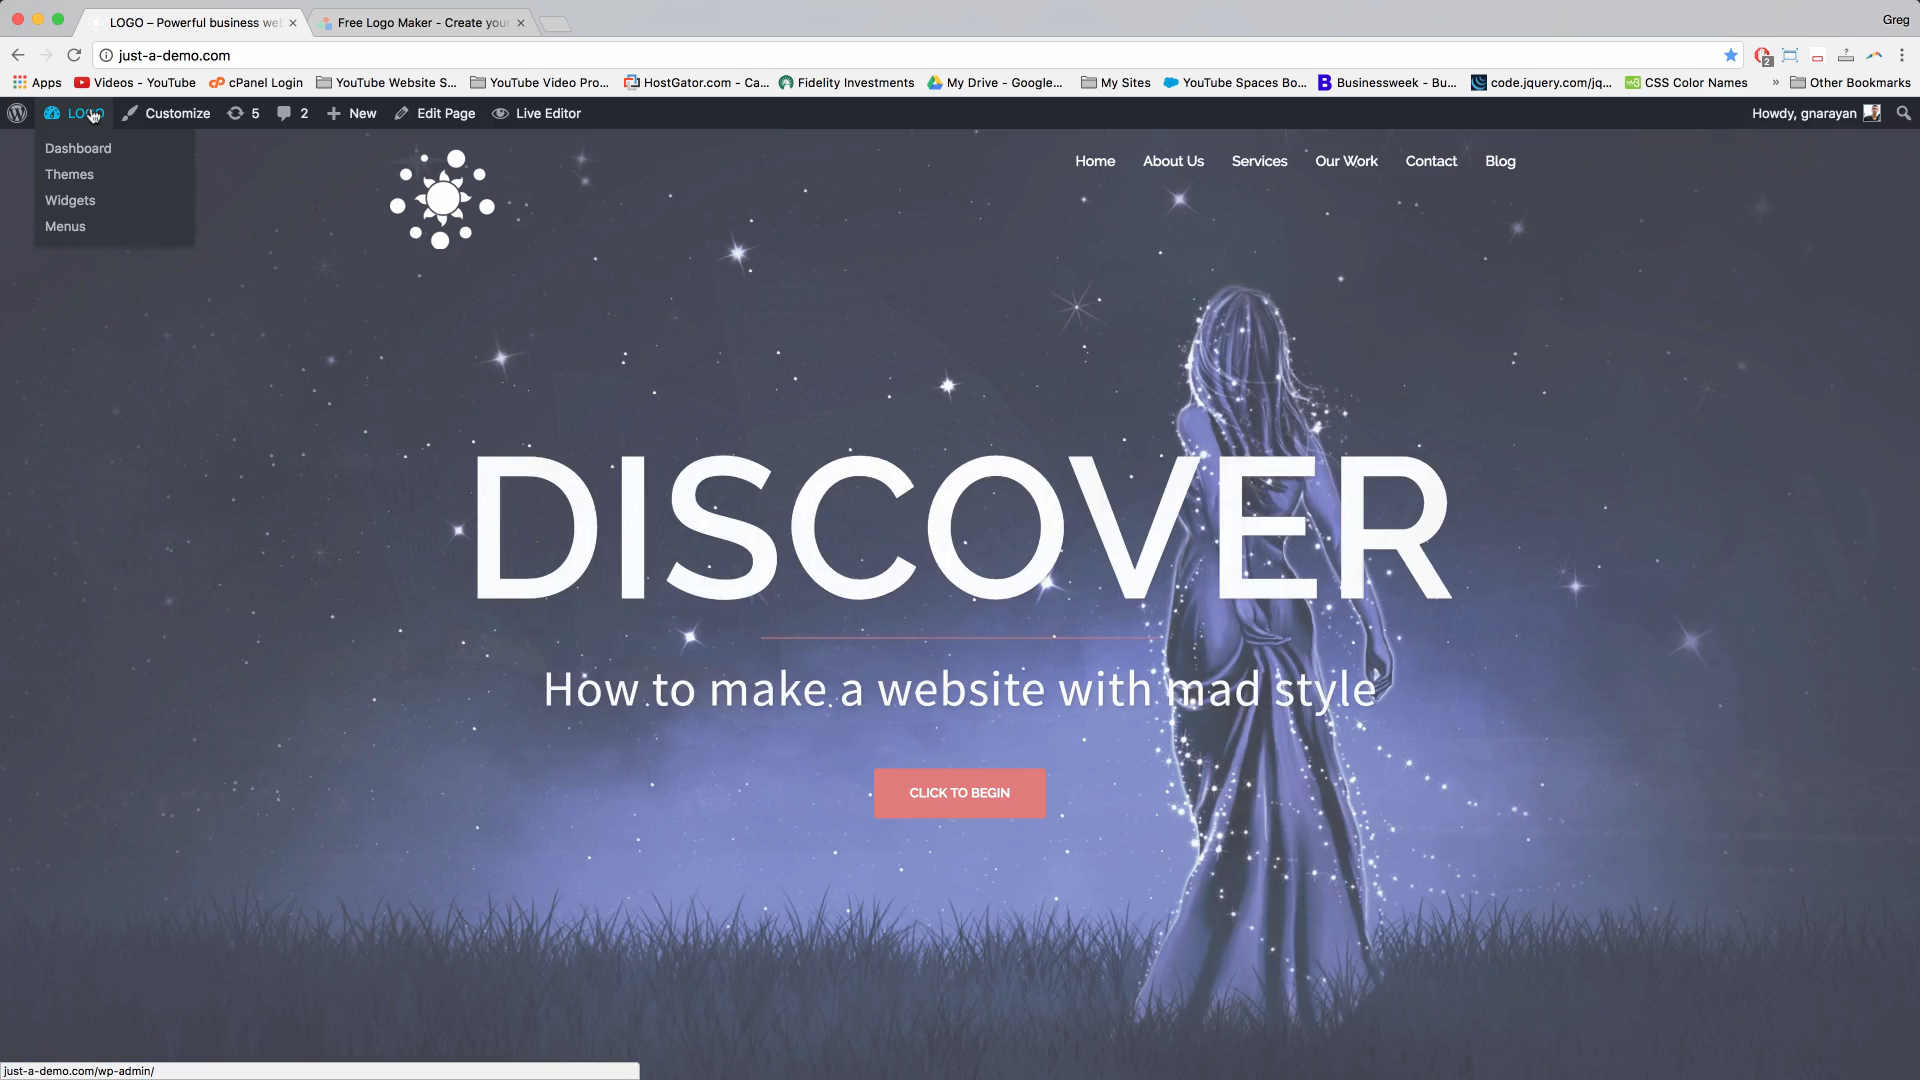 LOGO – Powerful business we
Free Logo Maker - Create your
Greg
just-a-demo.com
Apps
Videos - YouTube
cPanel Login
YouTube Website S...
YouTube Video Pro...
HostGator.com - Ca...
Fidelity Investments
My Drive - Google...
My Sites
YouTube Spaces Bo...
Businessweek - Bu...
code.jquery.com/jq...
CSS Color Names
»
Other Bookmarks
2
LOGO
Customize
5
2
New
Edit Page
Live Editor
Howdy, gnarayan
Dashboard
Themes
Widgets
Menus
Home
About Us
Services
Our Work
Contact
Blog
DISCOVER
How to make a website with mad style
CLICK TO BEGIN
just-a-demo.com/wp-admin/